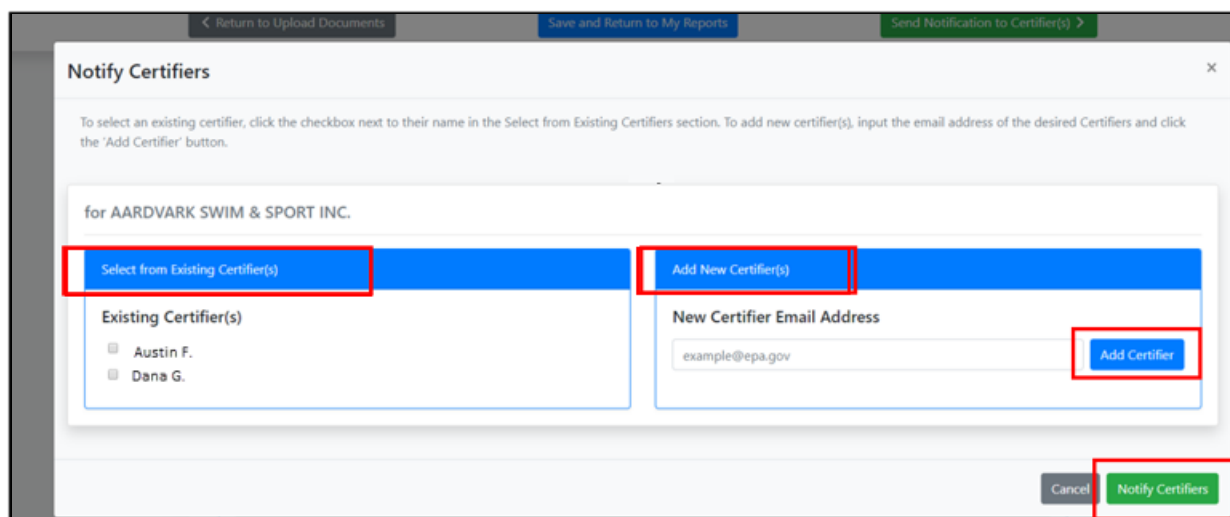 Return to Upload Documents
Save and Return to My Reports
Send Notification to Certifier(s)
Notify Certifiers
×
To select an existing certifier, click the checkbox next to their name in the Select from Existing Certifiers section. To add new certifier(s), input the email address of the desired Certifiers and click
the 'Add Certifier' button.
for AARDVARK SWIM & SPORT INC.
Select from Existing Certifier(s)
Add New Certifier(s)
Existing Certifier(s)
New Certifier Email Address
Austin F.
example@epa.gov
Add Certifier
Dana G.
Cancel
Notify Certifiers